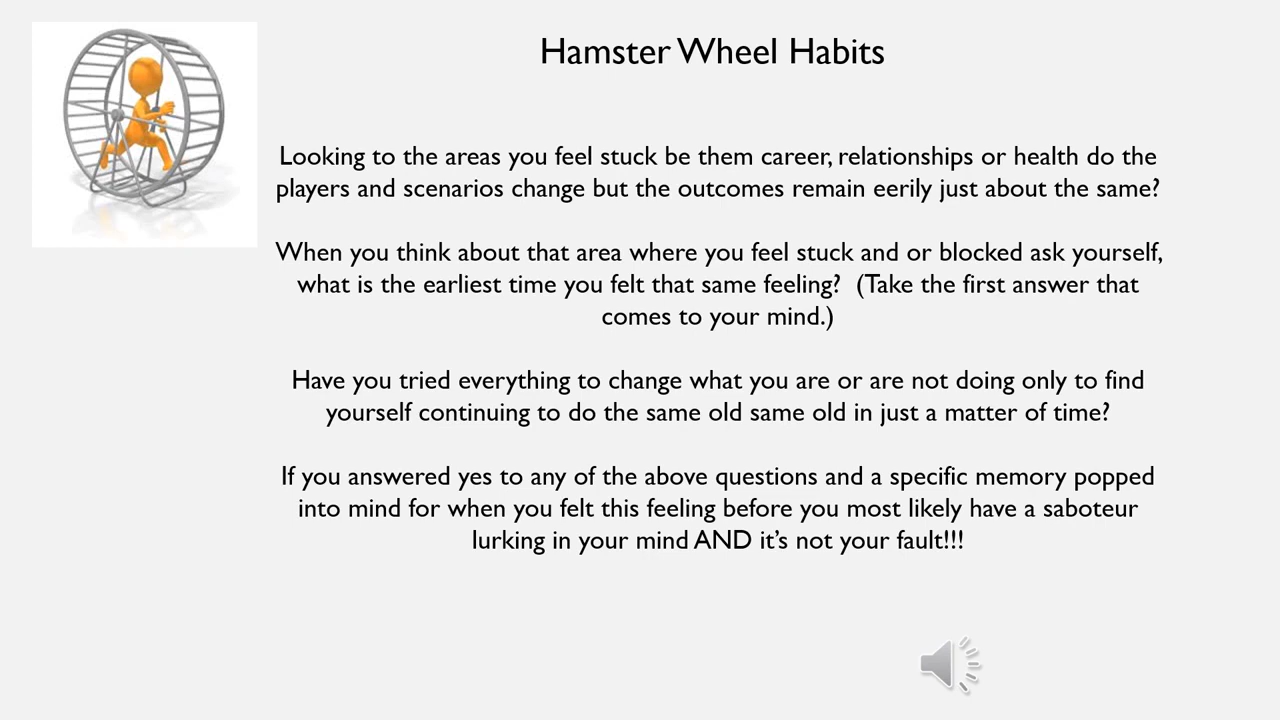 Hamster Wheel Habits
Looking to the areas you feel stuck be them career, relationships or health do the
players and scenarios change but the outcomes remain eerily just about the same?
When you think about that area where you feel stuck and or blocked ask yourself,
what is the earliest time you felt that same feeling?  (Take the first answer that
comes to your mind.)
Have you tried everything to change what you are or are not doing only to find
yourself continuing to do the same old same old in just a matter of time?
If you answered yes to any of the above questions and a specific memory popped
into mind for when you felt this feeling before you most likely have a saboteur
lurking in your mind AND it’s not your fault!!!